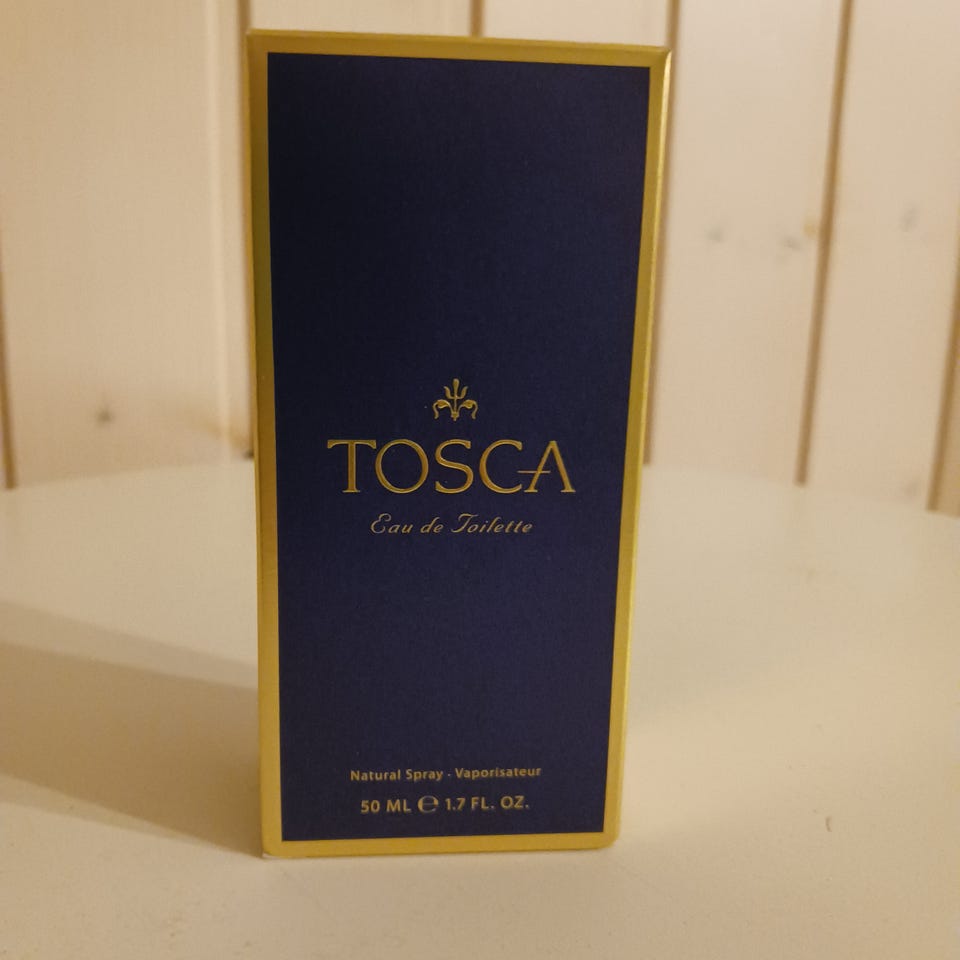 TOSCA
Eau de Toilette
Natural Spray - Vaporisateur
50 ML ℮ 1.7 FL. OZ.